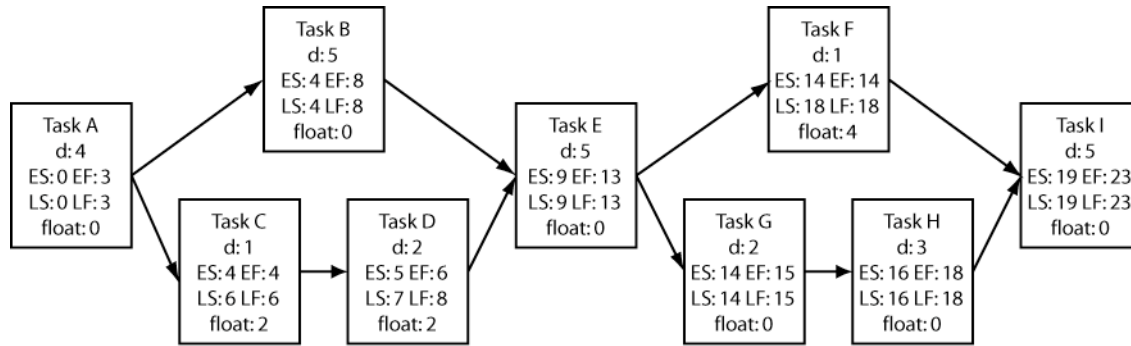 Task A
d: 4
ES: 0 EF: 3
LS: 0 LF: 3
float: 0
Task B
d: 5
ES: 4 EF: 8
LS: 4 LF: 8
float: 0
Task C
d: 1
ES: 4 EF: 4
LS: 6 LF: 6
float: 2
Task D
d: 2
ES: 5 EF: 6
LS: 7 LF: 8
float: 2
Task E
d: 5
ES: 9 EF: 13
LS: 9 LF: 13
float: 0
Task F
d: 1
ES: 14 EF: 14
LS: 18 LF: 18
float: 4
Task G
d: 2
ES: 14 EF: 15
LS: 14 LF: 15
float: 0
Task H
d: 3
ES: 16 EF: 18
LS: 16 LF: 18
float: 0
Task I
d: 5
ES: 19 EF: 23
LS: 19 LF: 23
float: 0